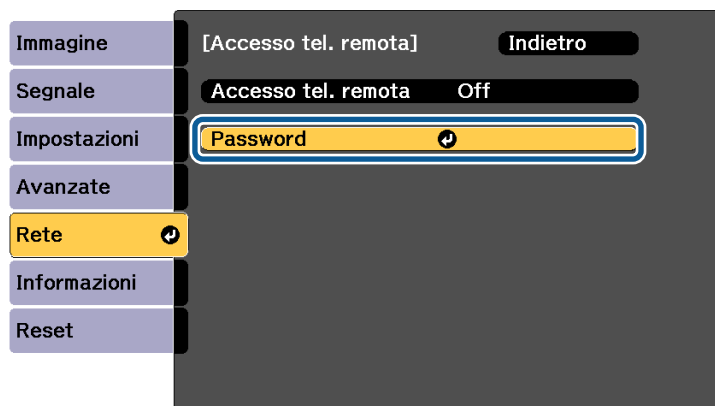 Immagine
Segnale
Impostazioni
Avanzate
Rete
Informazioni
Reset
[Accesso tel. remota] Indietro
Accesso tel. remota Off
Password